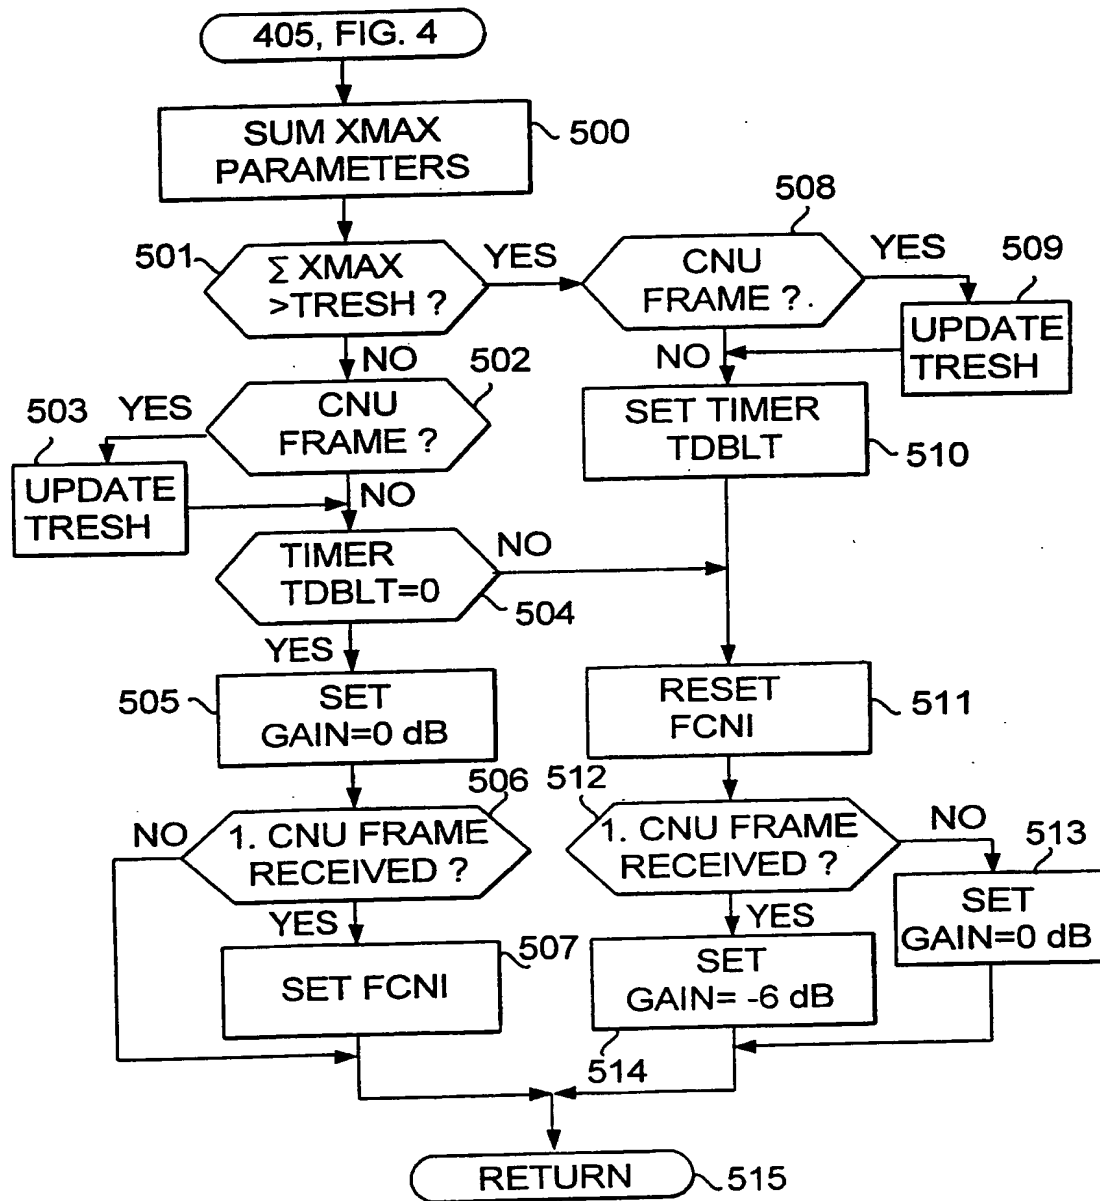 405, FIG. 4
SUM XMAX
PARAMETERS
500
501
Σ XMAX
>TRESH ?
YES
NO
508
CNU
FRAME ?.
YES
NO
509
UPDATE
TRESH
502
CNU
FRAME ?
YES
NO
503
UPDATE
TRESH
SET TIMER
TDBLT
510
TIMER
TDBLT=0
504
NO
YES
505
SET
GAIN=0 dB
RESET
FCNI
511
506
1. CNU FRAME
RECEIVED ?
NO
YES
512
1. CNU FRAME
RECEIVED ?
NO
YES
513
SET
GAIN=0 dB
507
SET FCNI
SET
GAIN= -6 dB
514
RETURN
515